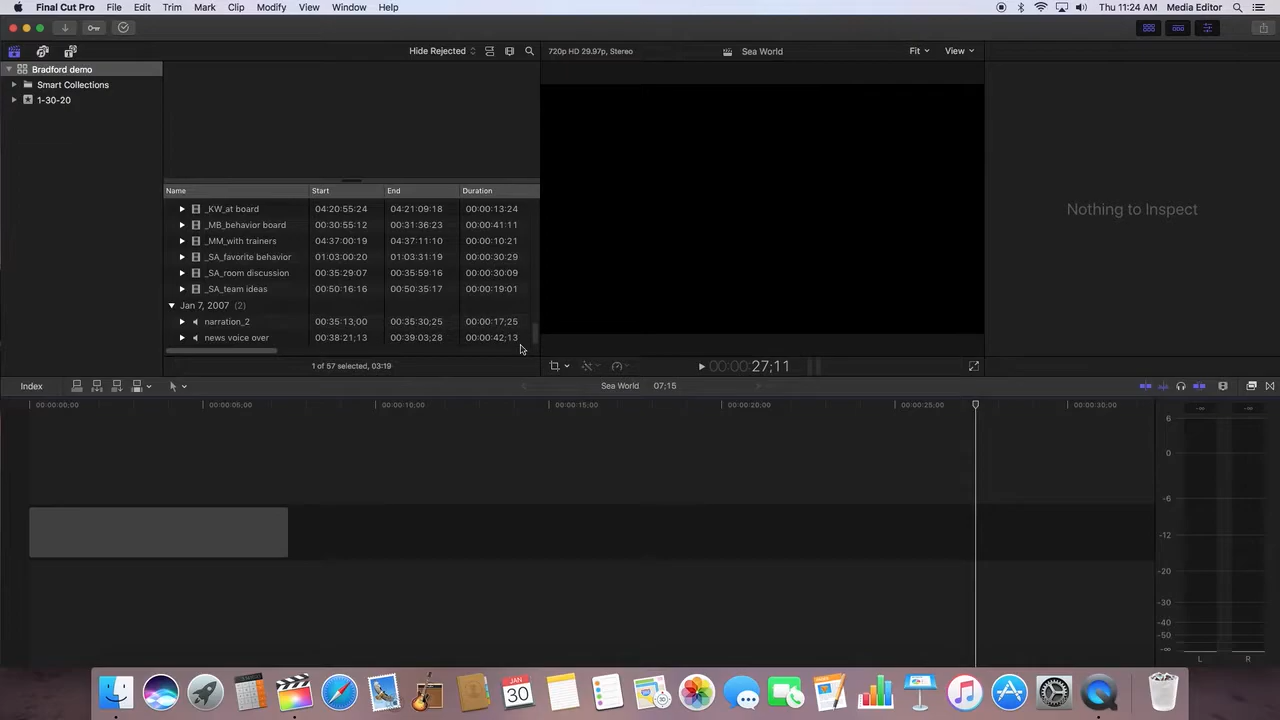 Final Cut Pro File Edit Trim Mark Clip Modify View Window Help Thu 11:24 AM Media Editor
Hide Rejected 720p HD 29.97p, Stereo Sea World Fit View
Bradford demo
Smart Collections
1-30-20
Name Start End Duration
_KW_at board 04:20:55:24 04:21:09:18 00:00:13:24
_MB_behavior board 00:30:55:12 00:31:36:23 00:00:41:11
_MM_with trainers 04:37:00:19 04:37:11:10 00:00:10:21
_SA_favorite behavior 01:03:00:20 01:03:31:19 00:00:30:29
_SA_room discussion 00:35:29:07 00:35:59:16 00:00:30:09
_SA_team ideas 00:50:16:16 00:50:35:17 00:00:19:01
Jan 7, 2007 (2)
narration_2 00:35:13;00 00:35:30;25 00:00:17;25
news voice over 00:38:21;13 00:39:03;28 00:00:42;13
1 of 57 selected, 03:19
00:00:27;11
Nothing to Inspect
Index Sea World 07:15
00:00:00;00 00:00:05;00 00:00:10;00 00:00:15;00 00:00:20;00 00:00:25;00 00:00:30;00
-∞ -∞
6
0
-6
-12
-20
-30
-40
-50
-∞
L R
JAN
30